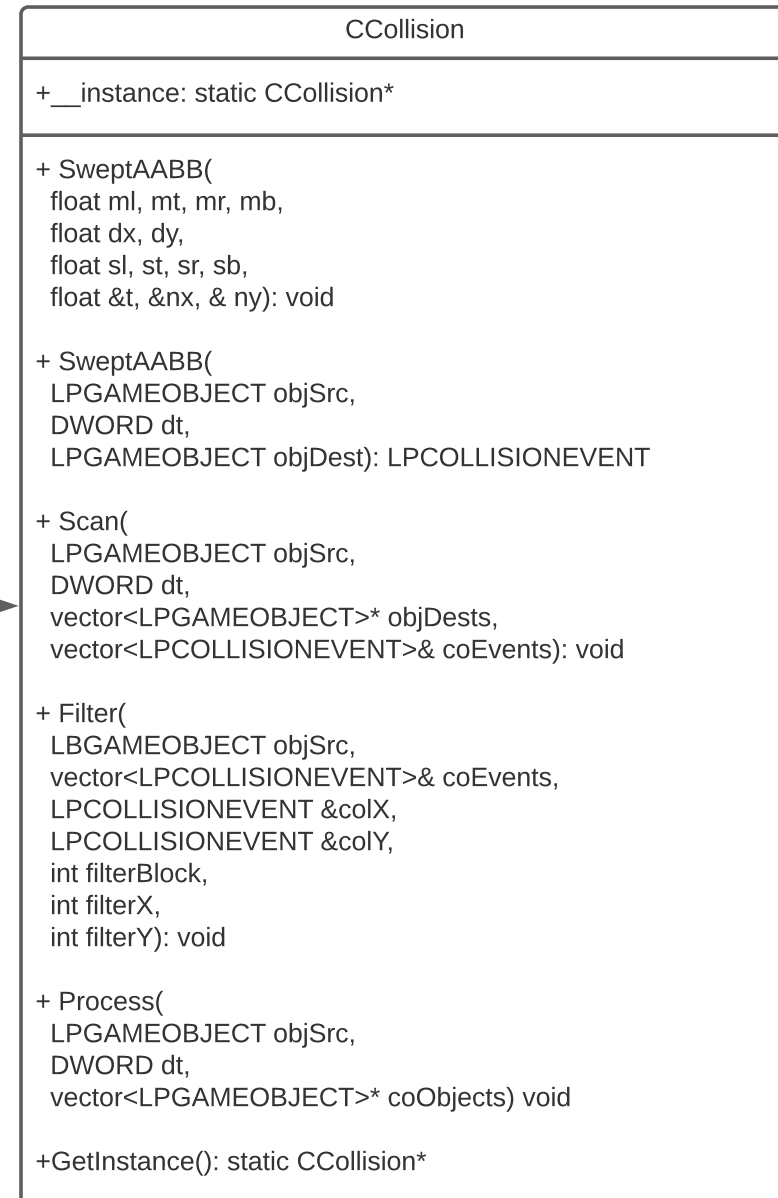 CCollision
+__instance: static CCollision*
+ SweptAABB(
float ml, mt, mr, mb,
float dx, dy,
float sl, st, sr, sb,
float &t, &nx, & ny): void
+ SweptAABB(
LPGAMEOBJECT objSrc,
DWORD dt,
LPGAMEOBJECT objDest): LPCOLLISIONEVENT
+ Scan(
LPGAMEOBJECT objSrc,
DWORD dt,
vector<LPGAMEOBJECT>* objDests,
vector<LPCOLLISIONEVENT>& coEvents): void
+ Filter(
LBGAMEOBJECT objSrc,
vector<LPCOLLISIONEVENT>& coEvents,
LPCOLLISIONEVENT &colX,
LPCOLLISIONEVENT &colY,
int filterBlock,
int filterX,
int filterY): void
+ Process(
LPGAMEOBJECT objSrc,
DWORD dt,
vector<LPGAMEOBJECT>* coObjects) void
+GetInstance(): static CCollision*